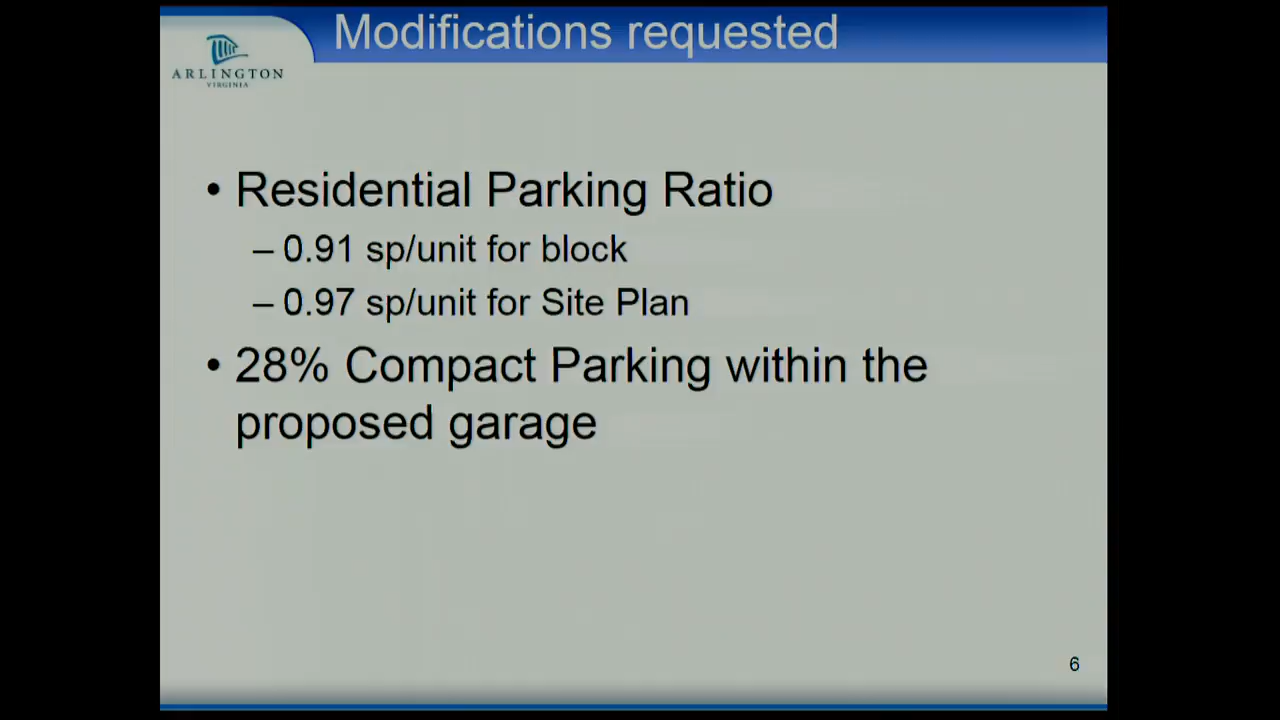 Modifications requested
ARLINGTON
VIRGINIA
• Residential Parking Ratio
– 0.91 sp/unit for block
– 0.97 sp/unit for Site Plan
• 28% Compact Parking within the
proposed garage
6